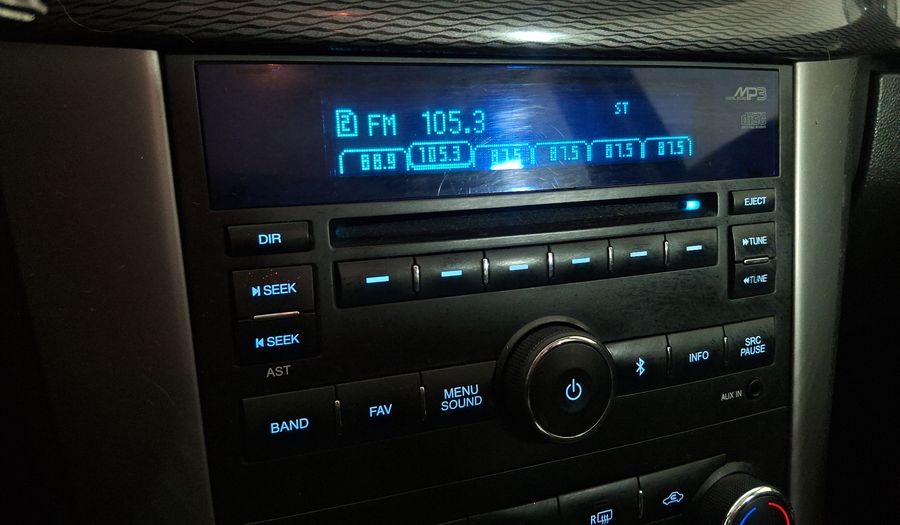 MP3
2 FM 105.3 ST
88.9 105.3 87.5 87.5 87.5 87.5
EJECT
DIR
TUNE
SEEK
TUNE
SEEK
AST
BAND FAV MENU SOUND INFO SRC PAUSE
AUX IN
R